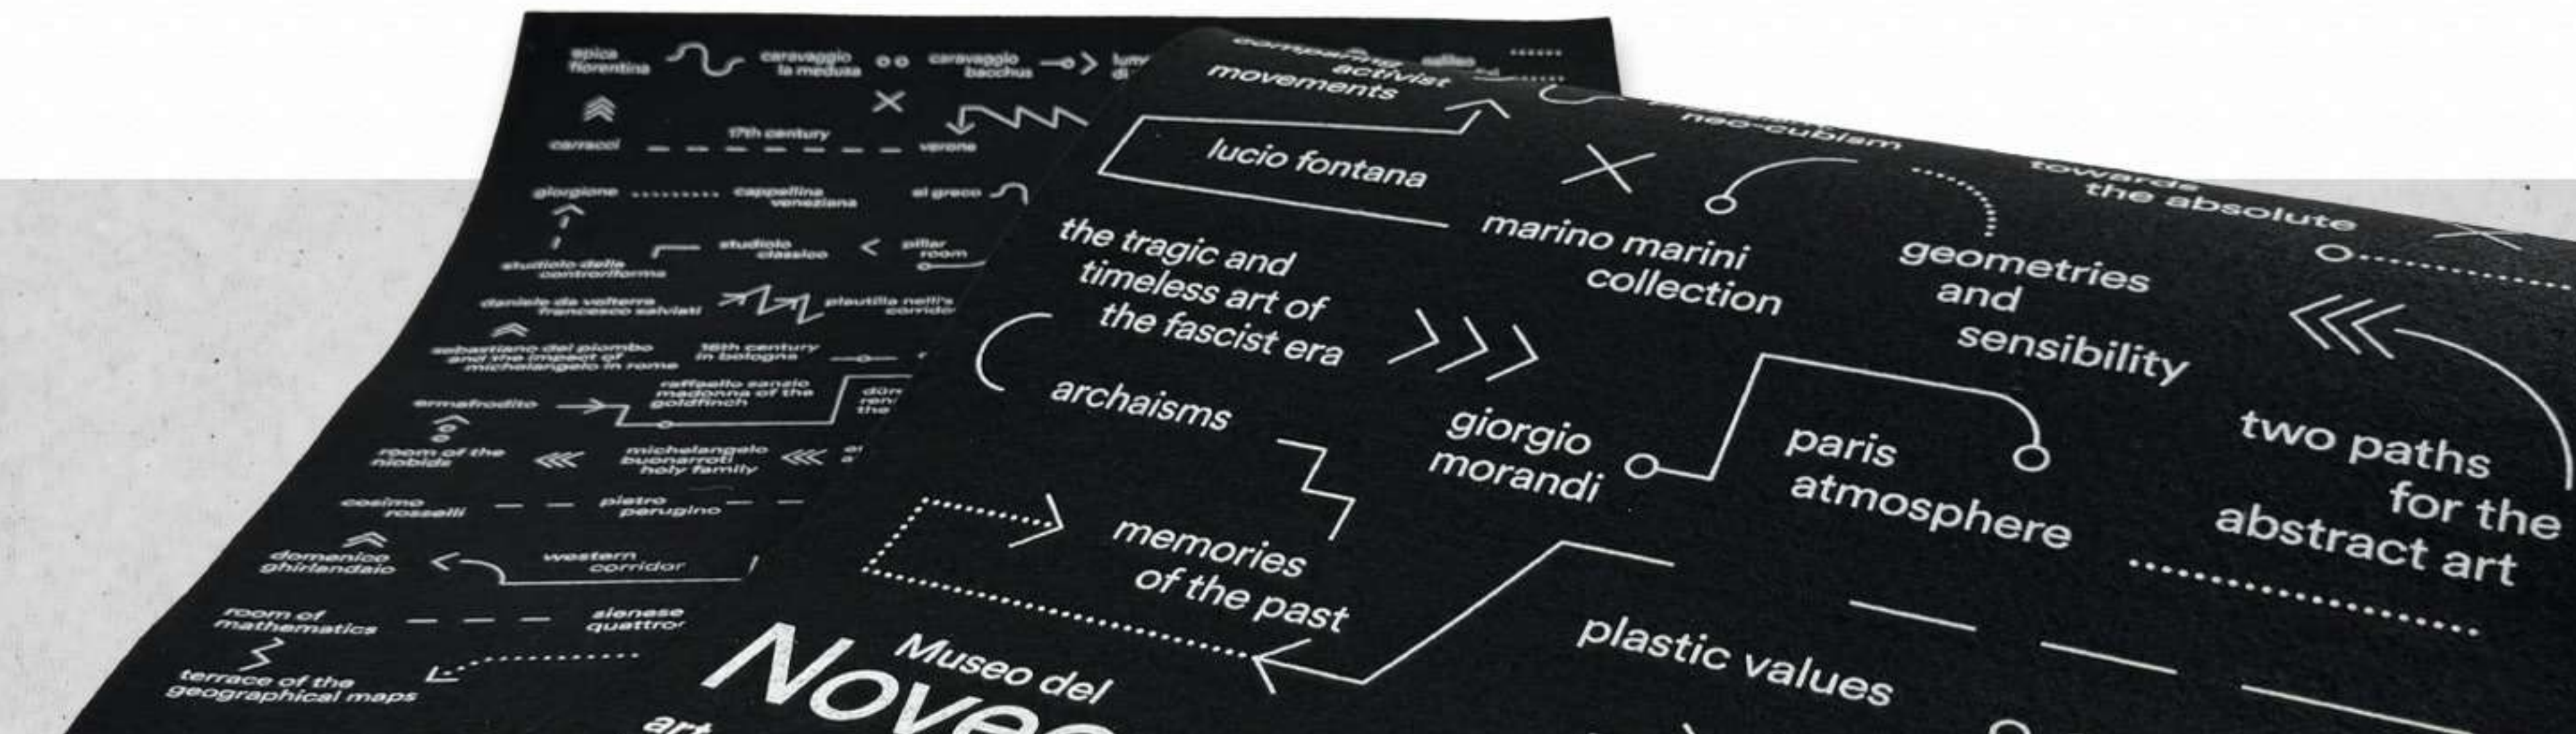 epica
fiorentina
caravaggio
la medusa
caravaggio
bacchus
carracci
17th century
verone
giorgione
cappellina
veneziana
el greco
studiolo della
controriforma
studiolo
classico
pillar
room
daniele da volterra
francesco salviati
plautilla nelli's
sebastiano del piombo
and the impact of
michelangelo in rome
16th century
in bologna
ermafrodito
raffaello sanzio
madonna of the
goldfinch
the
room of the
niobids
michelangelo
buonarroti
holy family
cosimo
rosselli
pietro
perugino
domenico
ghirlandaio
western
corridor
room of
mathematics
sienese
terrace of the
geographical maps
comparing
activist
movements
lucio fontana
neo-cubism
towards
the absolute
marino marini
collection
geometries
and
sensibility
the tragic and
timeless art of
the fascist era
archaisms
giorgio
morandi
paris
atmosphere
two paths
for the
abstract art
memories
of the past
plastic values
Museo del